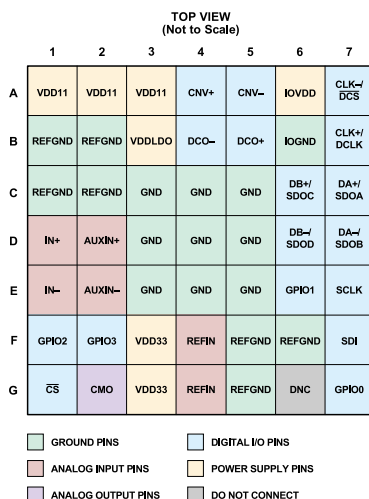 TOP VIEW
(Not to Scale)
1 2 3 4 5 6 7
A VDD11 VDD11 VDD11 CNV+ CNV– IOVDD CLK–/
DCS
B REFGND REFGND VDDLDO DCO– DCO+ IOGND CLK+/
DCLK
C REFGND REFGND GND GND GND DB+/
SDOC DA+/
SDOA
D IN+ AUXIN+ GND GND GND DB–/
SDOD DA–/
SDOB
E IN– AUXIN– GND GND GND GPIO1 SCLK
F GPIO2 GPIO3 VDD33 REFIN REFGND REFGND SDI
G CS CMO VDD33 REFIN REFGND DNC GPIO0
GROUND PINS
DIGITAL I/O PINS
ANALOG INPUT PINS
POWER SUPPLY PINS
ANALOG OUTPUT PINS
DO NOT CONNECT